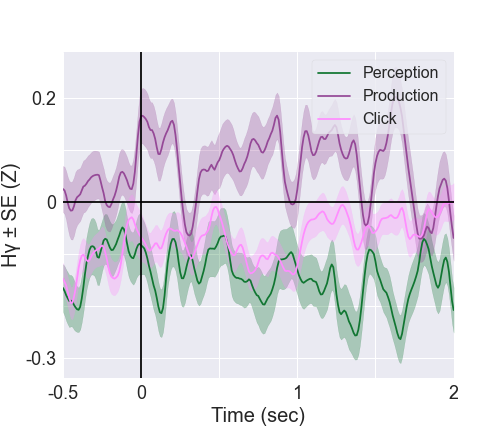 Perception
Production
Click
0.2
0
-0.3
Hγ ± SE (Z)
-0.5 0 1 2
Time (sec)